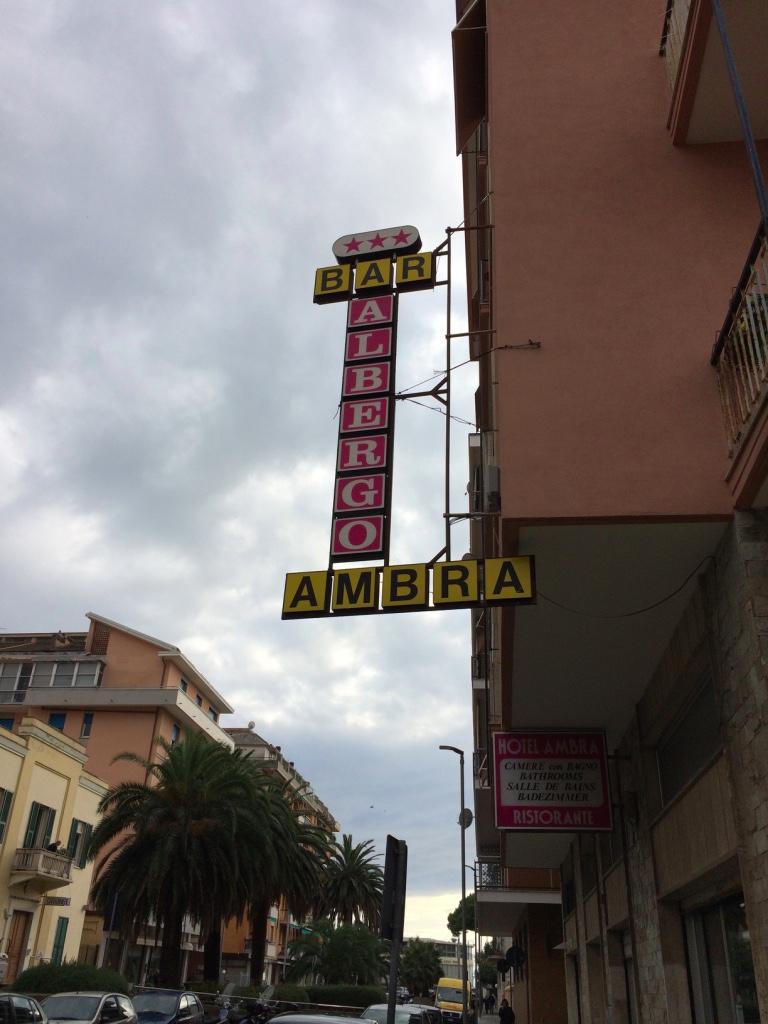 BAR
ALBERGO
AMBRA
HOTEL AMBRA
CAMERE con BAGNO
BATHROOMS
SALLE DE BAINS
BADEZIMMER
RISTORANTE